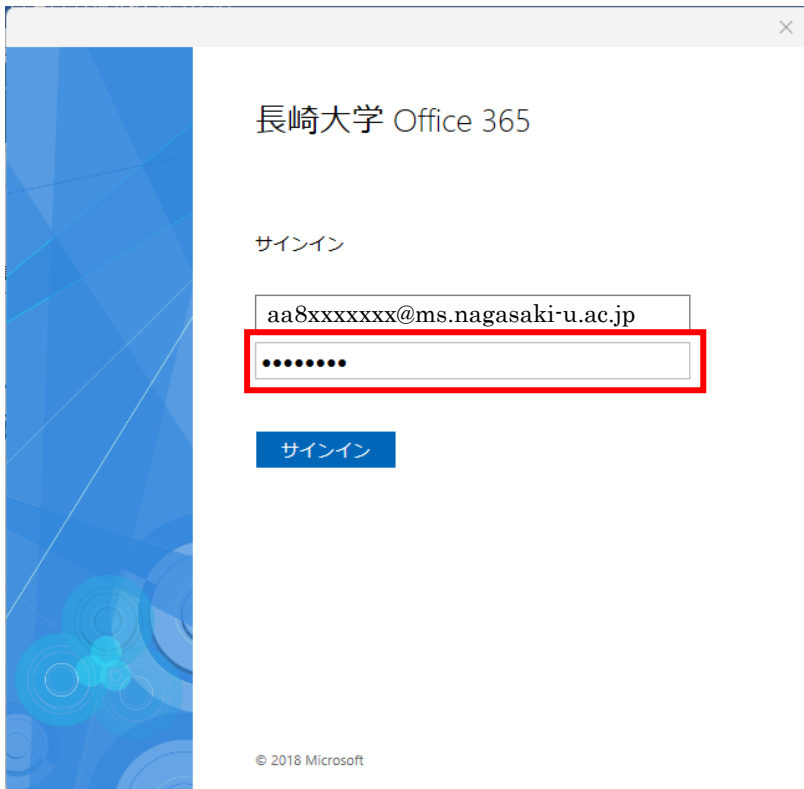 長崎大学 Office 365
サインイン
aa8xxxxxxx@ms.nagasaki-u.ac.jp
••••••••
サインイン
© 2018 Microsoft